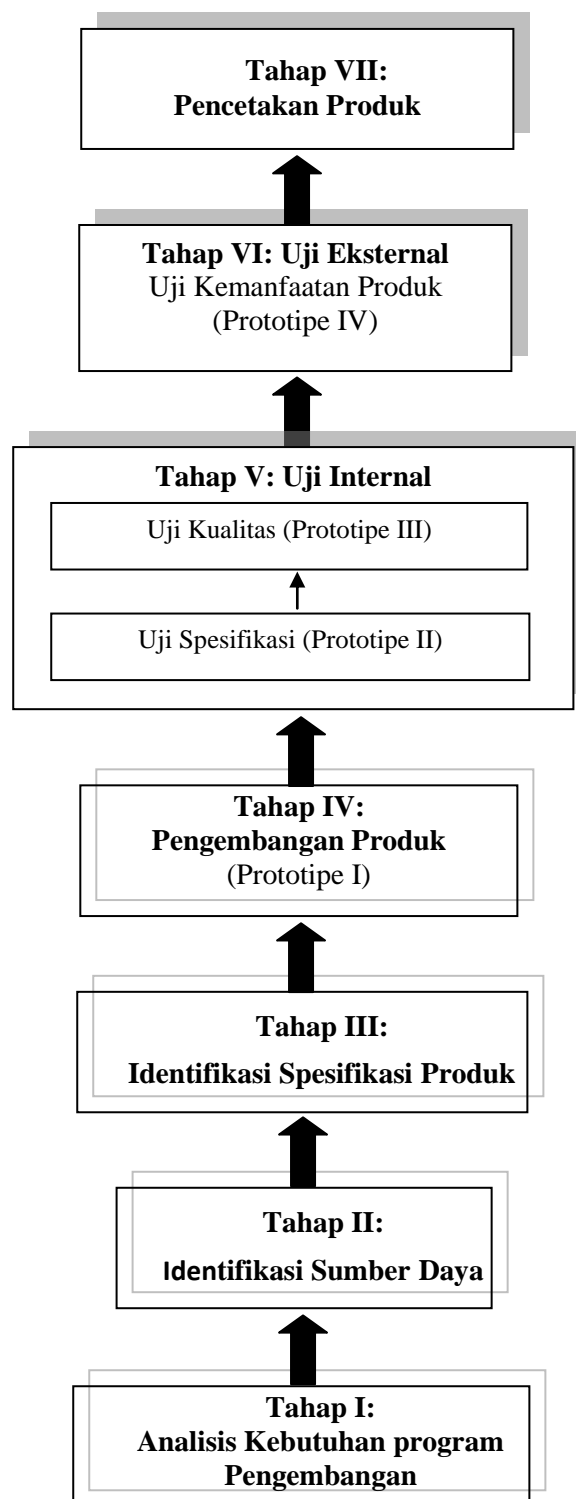 Tahap VII:
Pencetakan Produk
Tahap VI: Uji Eksternal
Uji Kemanfaatan Produk
(Prototipe IV)
Tahap V: Uji Internal
Uji Kualitas (Prototipe III)
Uji Spesifikasi (Prototipe II)
Tahap IV:
Pengembangan Produk
(Prototipe I)
Tahap III:
Identifikasi Spesifikasi Produk
Tahap II:
Identifikasi Sumber Daya
Tahap I:
Analisis Kebutuhan program
Pengembangan